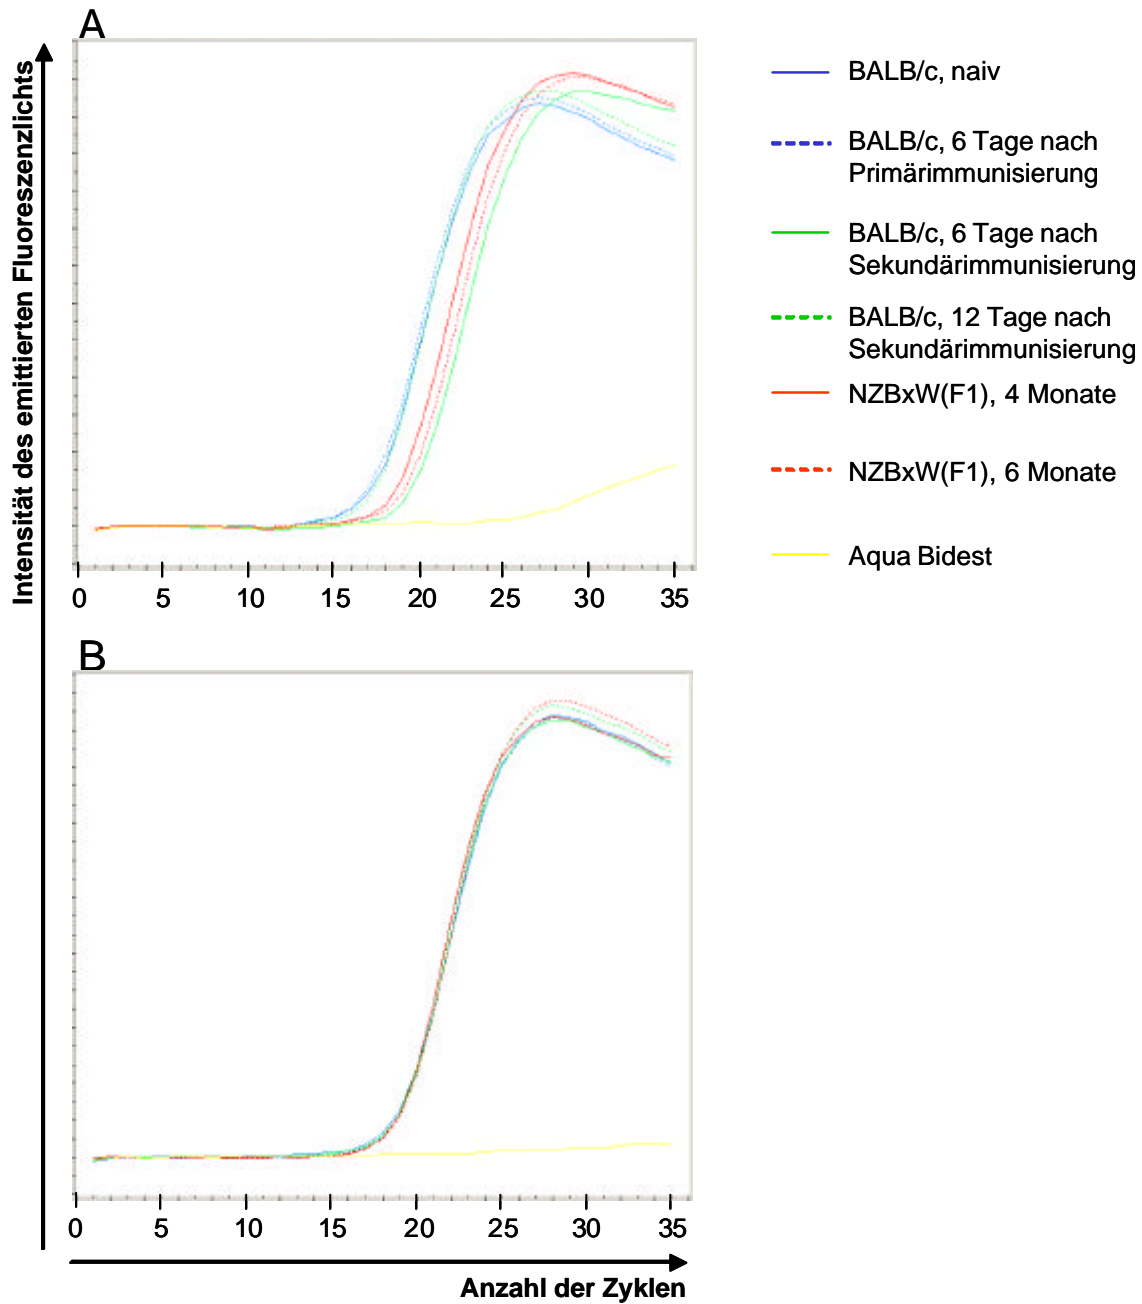 A
Intensität des emittierten Fluoreszenzlichts
0 5 10 15 20 25 30 35
BALB/c, naiv
BALB/c, 6 Tage nach
Primärimmunisierung
BALB/c, 6 Tage nach
Sekundärimmunisierung
BALB/c, 12 Tage nach
Sekundärimmunisierung
NZBxW(F1), 4 Monate
NZBxW(F1), 6 Monate
Aqua Bidest
B
0 5 10 15 20 25 30 35
Anzahl der Zyklen